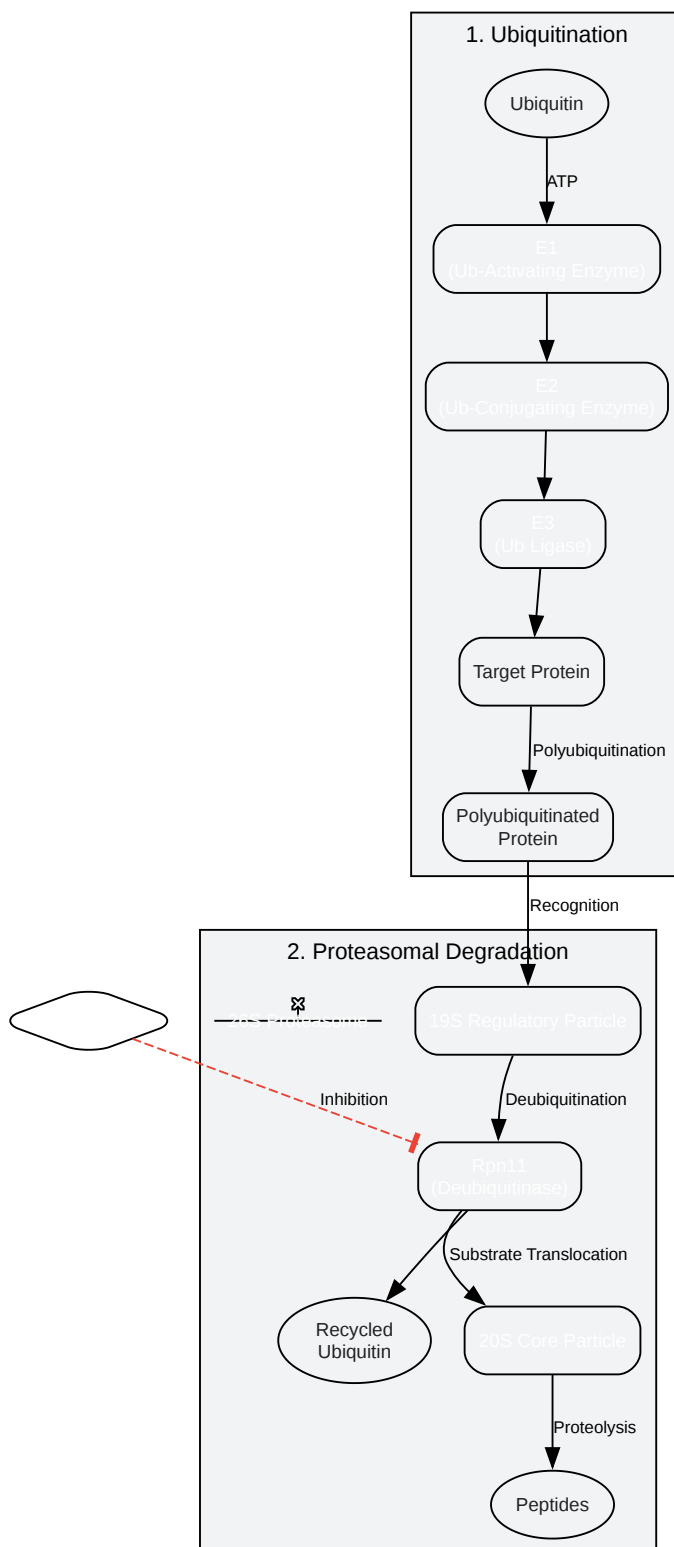 1. Ubiquitination
Ubiquitin
ATP
E1
(Ub-Activating Enzyme)
E2
(Ub-Conjugating Enzyme)
E3
(Ub Ligase)
Target Protein
Polyubiquitination
Polyubiquitinated
Protein
Recognition
2. Proteasomal Degradation
26S Proteasome
19S Regulatory Particle
Inhibition
Deubiquitination
Rpn11
(Deubiquitinase)
Substrate Translocation
Recycled
Ubiquitin
20S Core Particle
Proteolysis
Peptides